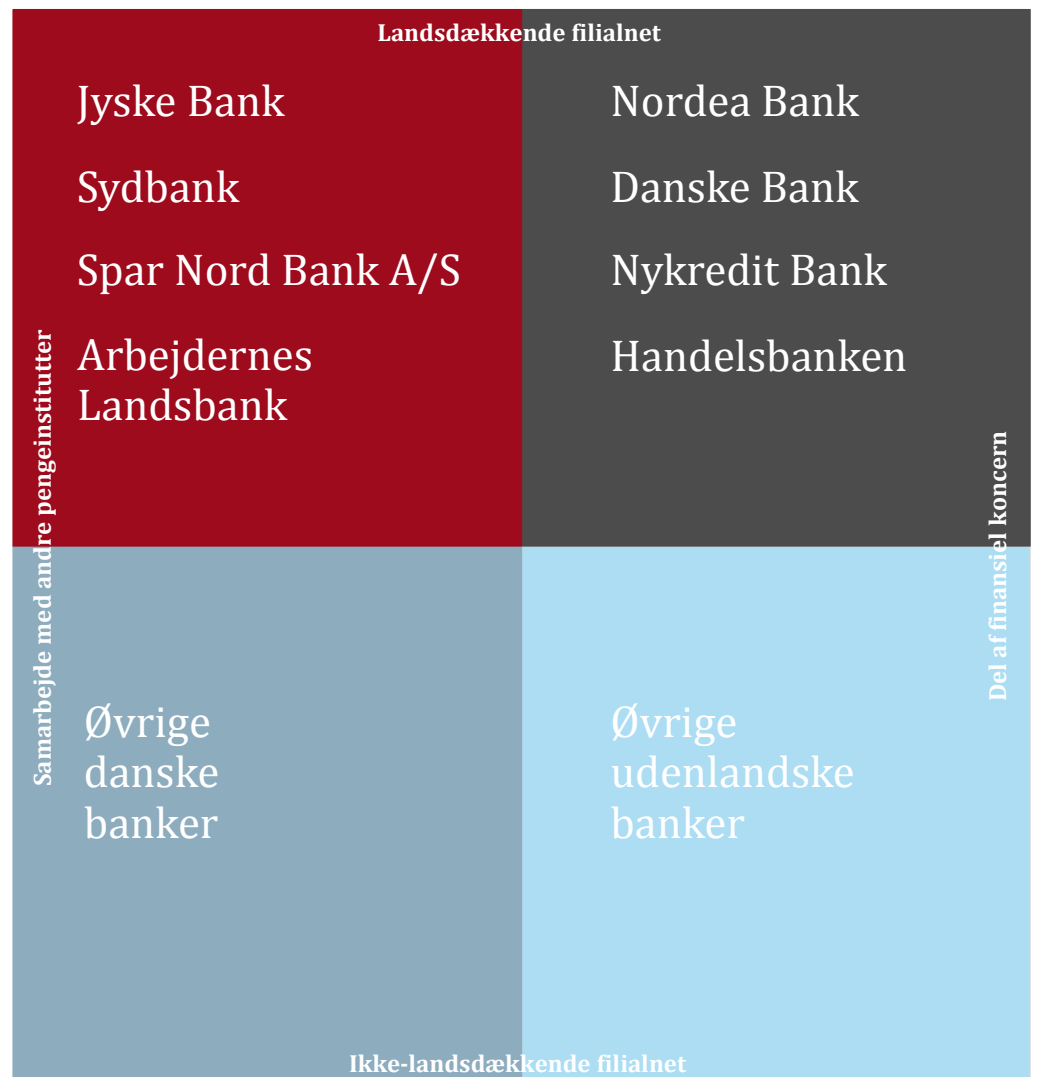 Landsdækkende filialnet
Jyske Bank
Sydbank
Spar Nord Bank A/S
Arbejdernes
Landsbank
Nordea Bank
Danske Bank
Nykredit Bank
Handelsbanken
Samarbejde med andre pengeinstitutter
Del af finansiel koncern
Øvrige
danske
banker
Øvrige
udenlandske
banker
Ikke-landsdækkende filialnet